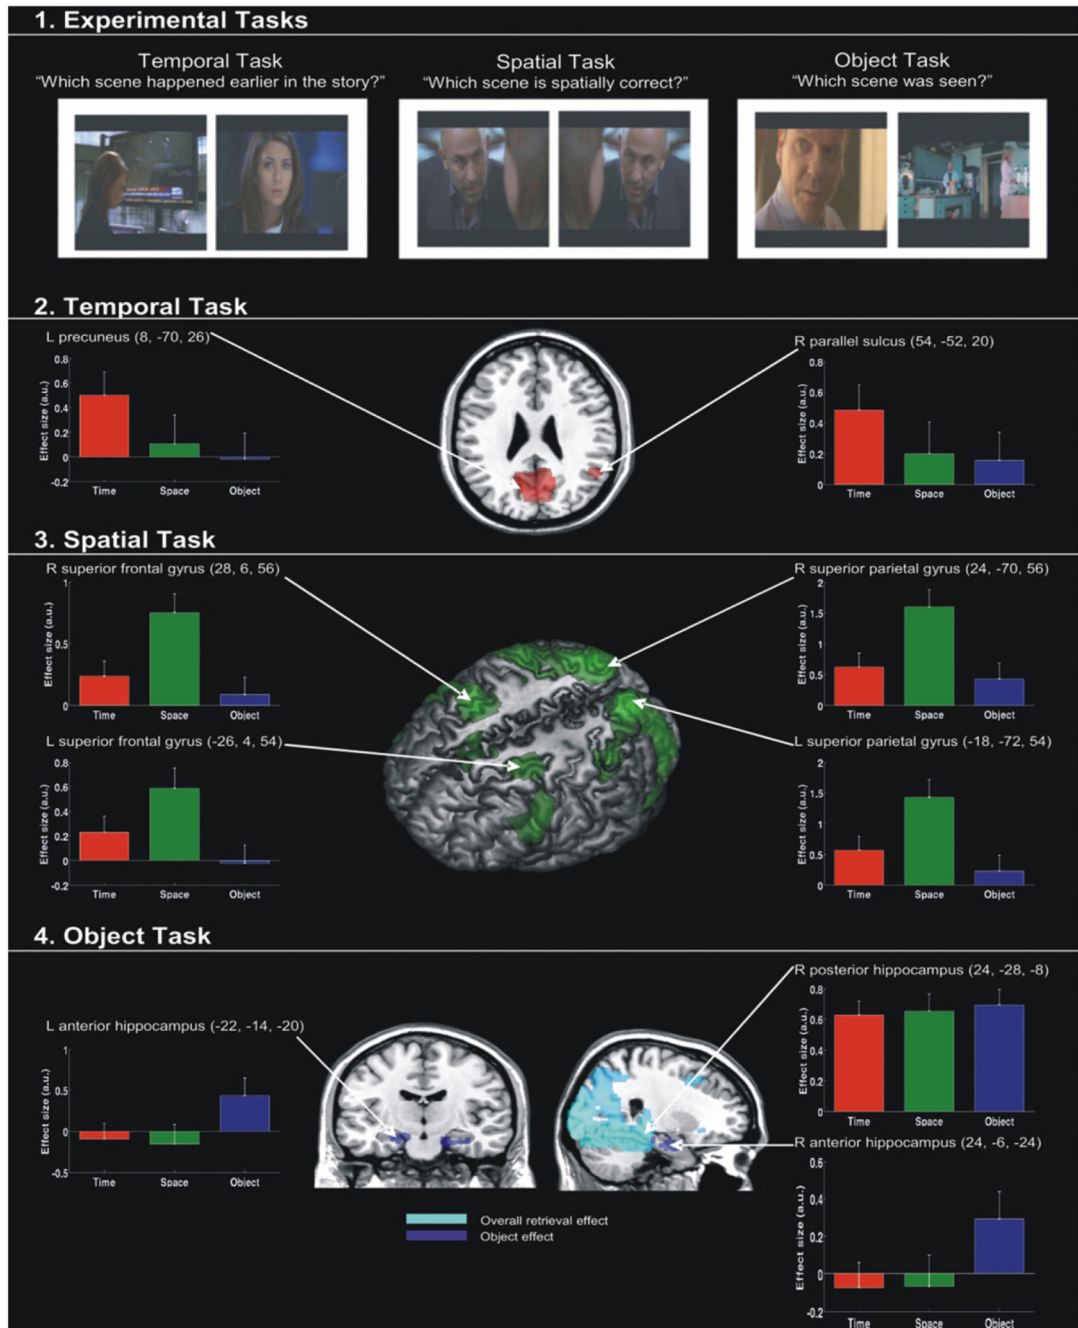 1. Experimental Tasks
Temporal Task
"Which scene happened earlier in the story?"
Spatial Task
"Which scene is spatially correct?"
Object Task
"Which scene was seen?"
2. Temporal Task
L precuneus (8, -70, 26)
Effect size (a.u.)
0.8
0.6
0.4
0.2
0
-0.2
Time Space Object
R parallel sulcus (54, -52, 20)
Effect size (a.u.)
0.8
0.6
0.4
0.2
0
Time Space Object
3. Spatial Task
R superior frontal gyrus (28, 6, 56)
Effect size (a.u.)
1
0.5
0
Time Space Object
R superior parietal gyrus (24, -70, 56)
Effect size (a.u.)
2
1.5
1
0.5
0
Time Space Object
L superior frontal gyrus (-26, 4, 54)
Effect size (a.u.)
0.8
0.6
0.4
0.2
0
-0.2
Time Space Object
L superior parietal gyrus (-18, -72, 54)
Effect size (a.u.)
2
1.5
1
0.5
0
Time Space Object
4. Object Task
L anterior hippocampus (-22, -14, -20)
Effect size (a.u.)
1
0.5
0
-0.5
Time Space Object
R posterior hippocampus (24, -28, -8)
Effect size (a.u.)
0.8
0.6
0.4
0.2
0
Time Space Object
R anterior hippocampus (24, -6, -24)
Effect size (a.u.)
0.6
0.4
0.2
0
-0.2
Time Space Object
Overall retrieval effect
Object effect